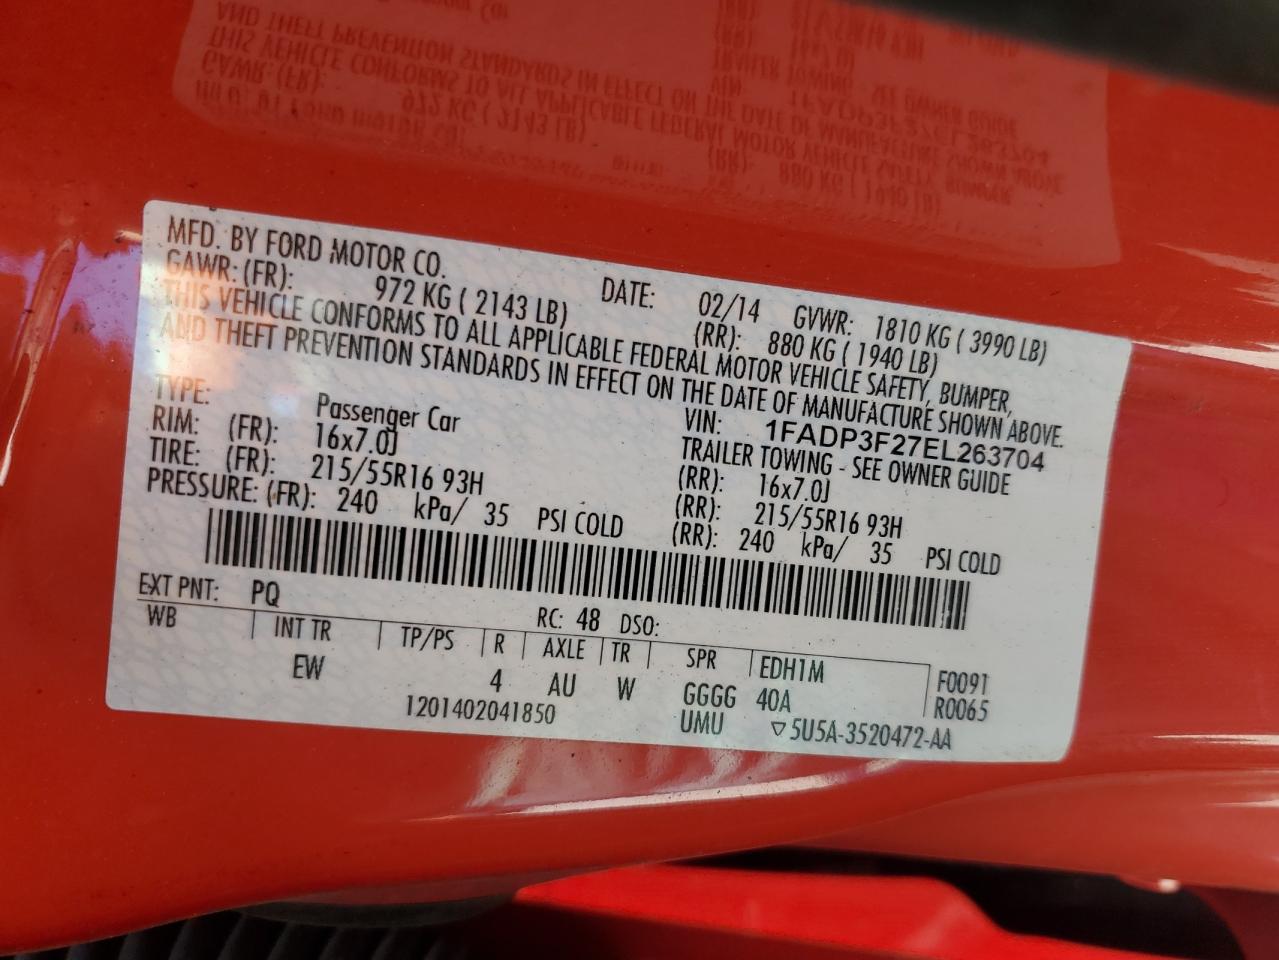 MFD. BY FORD MOTOR CO.
DATE: 02/14 GVWR: 1810 KG ( 3990 LB)
GAWR: (FR): 972 KG ( 2143 LB) (RR): 880 KG ( 1940 LB)
THIS VEHICLE CONFORMS TO ALL APPLICABLE FEDERAL MOTOR VEHICLE SAFETY, BUMPER,
AND THEFT PREVENTION STANDARDS IN EFFECT ON THE DATE OF MANUFACTURE SHOWN ABOVE.
VIN: 1FADP3F27EL263704
TYPE: Passenger Car TRAILER TOWING - SEE OWNER GUIDE
RIM: (FR): 16x7.0J (RR): 16x7.0J
TIRE: (FR): 215/55R16 93H (RR): 215/55R16 93H
PRESSURE: (FR): 240 kPa/ 35 PSI COLD (RR): 240 kPa/ 35 PSI COLD
EXT PNT: PQ RC: 48 DSO:
WB INT TR TP/PS R AXLE TR SPR EDH1M F0091
EW 4 AU W GGGG 40A R0065
1201402041850 UMU ▽5U5A-3520472-AA